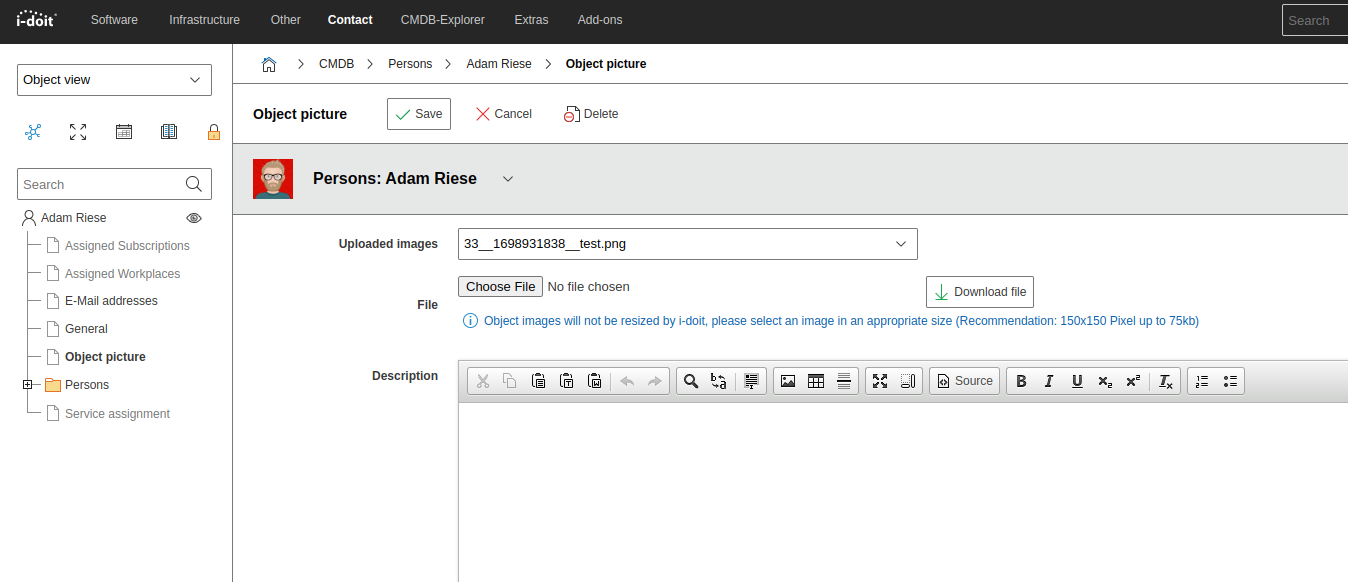 i-doit Software Infrastructure Other Contact CMDB-Explorer Extras Add-ons Search
Object view
CMDB Persons Adam Riese Object picture
Object picture Save Cancel Delete
Search
Persons: Adam Riese
Adam Riese
Assigned Subscriptions
Assigned Workplaces
E-Mail addresses
General
Object picture
Persons
Service assignment
Uploaded images 33__1698931838__test.png
File Choose File No file chosen Download file
Object images will not be resized by i-doit, please select an image in an appropriate size (Recommendation: 150x150 Pixel up to 75kb)
Description Source